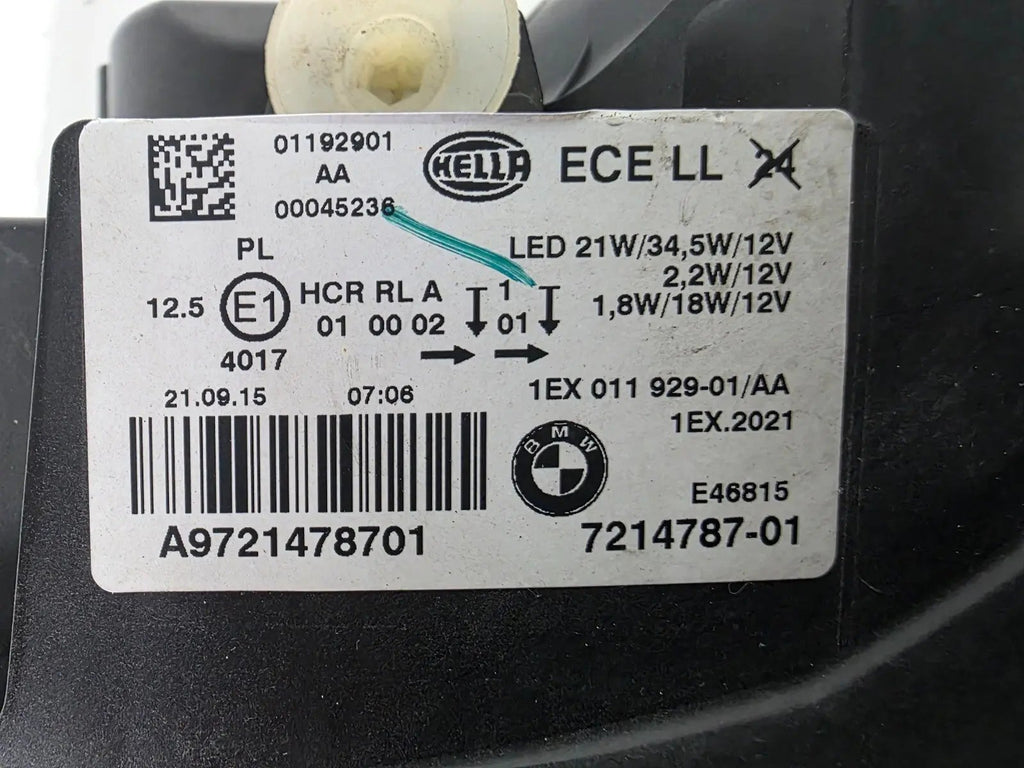 01192901
AA
00045236
HELLA
ECE LL 24
PL
12.5 E1
4017
HCR RL A 1
01 00 02 01
LED 21W/34,5W/12V
2,2W/12V
1,8W/18W/12V
21.09.15 07:06
1EX 011 929-01/AA
1EX.2021
BMW
E46815
A9721478701
7214787-01